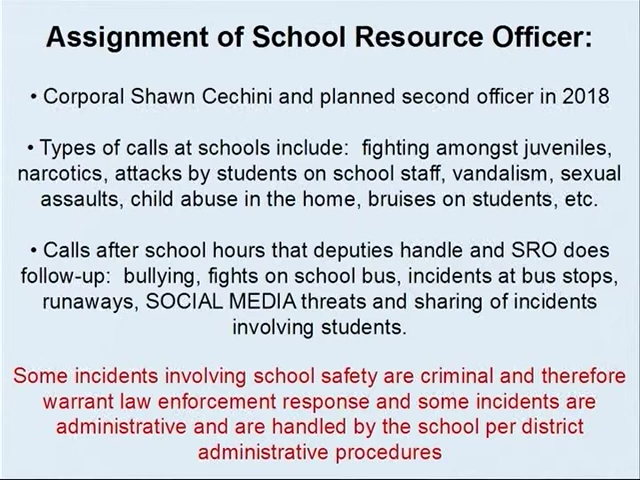 Assignment of School Resource Officer:
• Corporal Shawn Cechini and planned second officer in 2018
• Types of calls at schools include:  fighting amongst juveniles,
narcotics, attacks by students on school staff, vandalism, sexual
assaults, child abuse in the home, bruises on students, etc.
• Calls after school hours that deputies handle and SRO does
follow-up:  bullying, fights on school bus, incidents at bus stops,
runaways, SOCIAL MEDIA threats and sharing of incidents
involving students.
Some incidents involving school safety are criminal and therefore
warrant law enforcement response and some incidents are
administrative and are handled by the school per district
administrative procedures